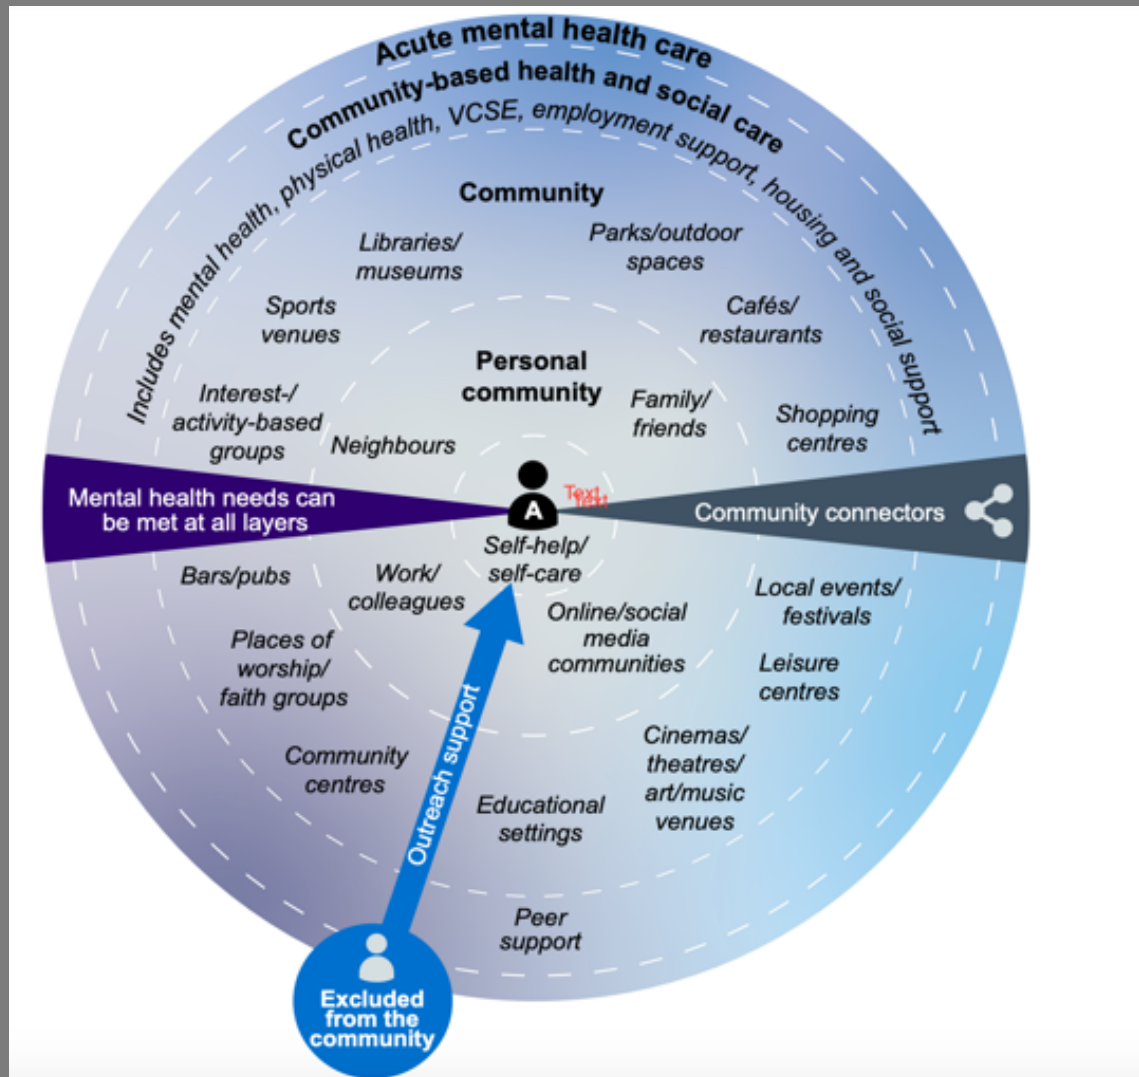 Acute mental health care
Community-based health and social care
Includes mental health, physical health, VCSE, employment support, housing and social support
Community
Libraries/
museums
Parks/outdoor
spaces
Sports
venues
Cafés/
restaurants
Personal
community
Interest-/
activity-based
groups
Neighbours
Family/
friends
Shopping
centres
Mental health needs can
be met at all layers
A
Text
Text
Community connectors
Self-help/
self-care
Bars/pubs
Work/
colleagues
Online/social
media
communities
Local events/
festivals
Places of
worship/
faith groups
Leisure
centres
Outreach support
Community
centres
Cinemas/
theatres/
art/music
venues
Educational
settings
Peer
support
Excluded
from the
community